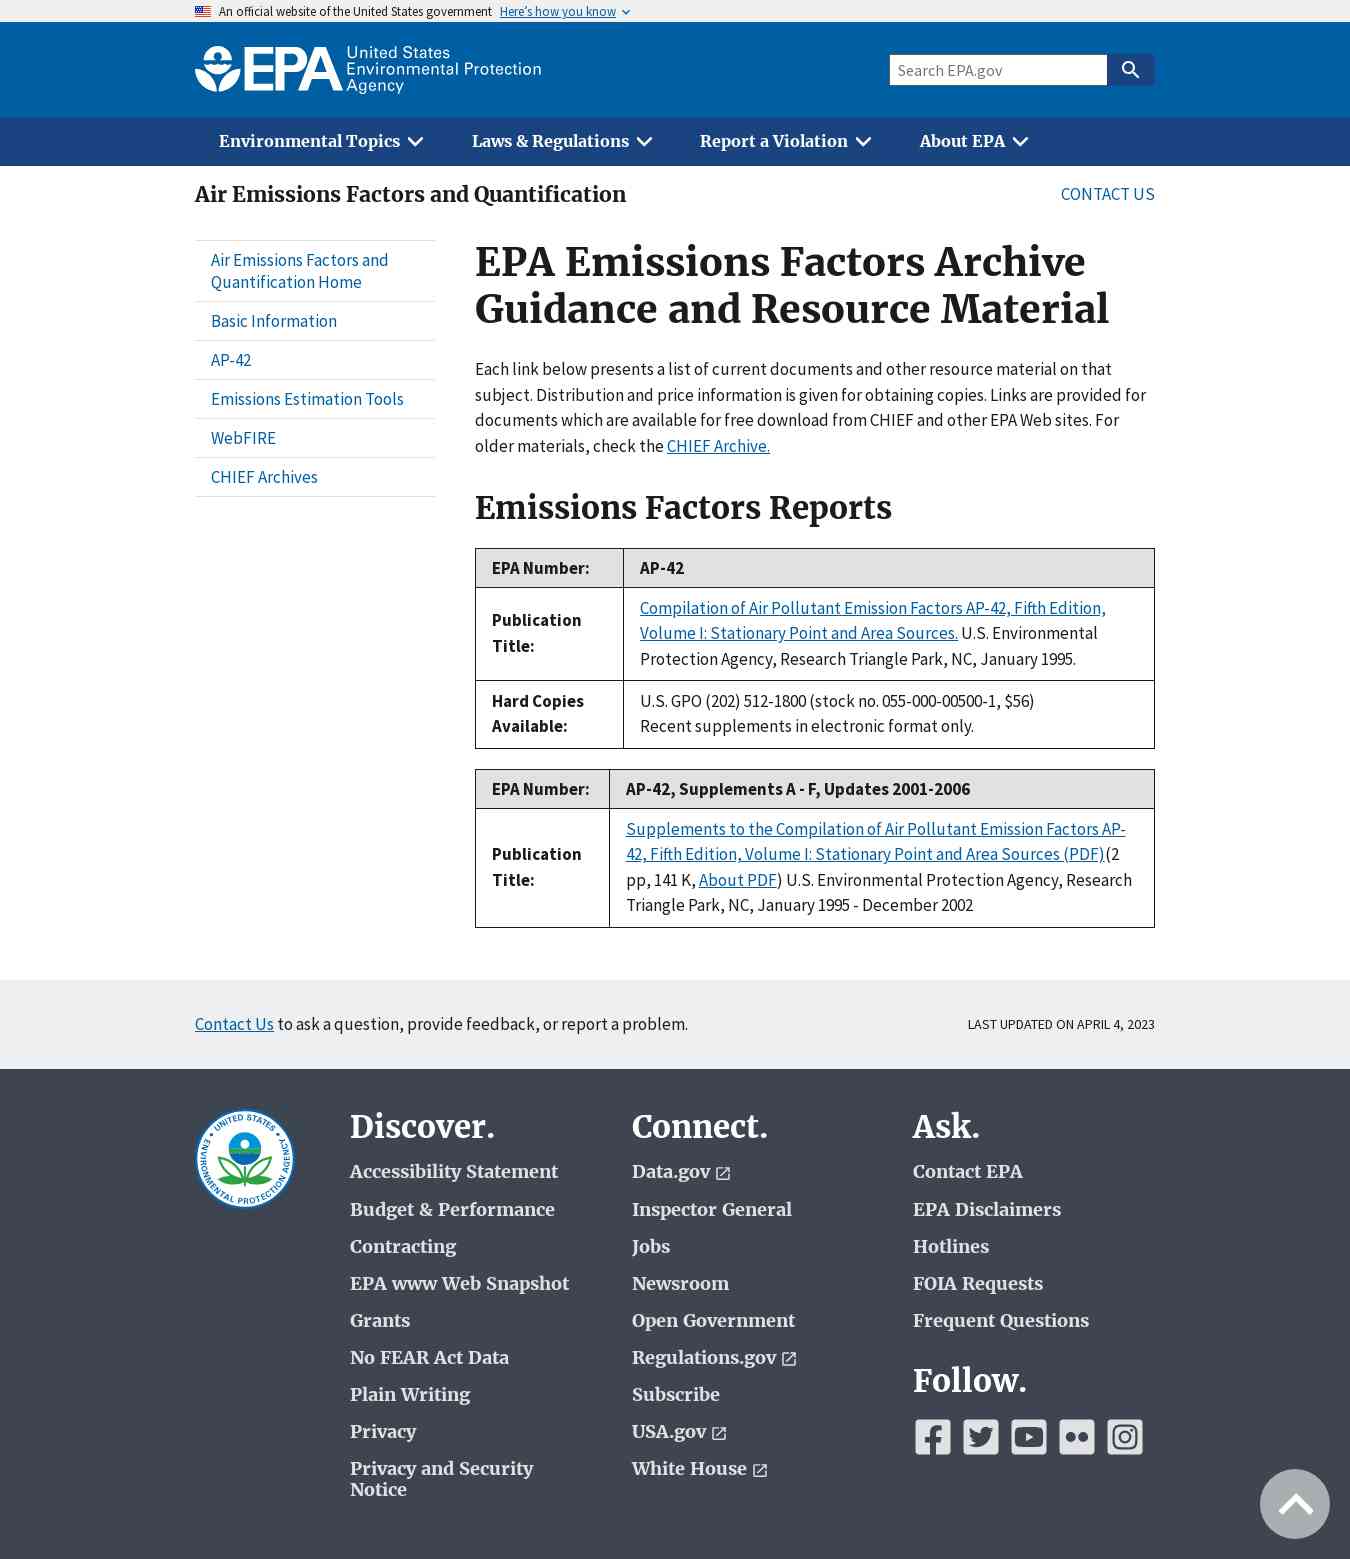 An official website of the United States government Here's how you know
EPA United States
Environmental Protection
Agency
Search EPA.gov
Environmental Topics Laws & Regulations Report a Violation About EPA
Air Emissions Factors and Quantification
CONTACT US
Air Emissions Factors and
Quantification Home
Basic Information
AP-42
Emissions Estimation Tools
WebFIRE
CHIEF Archives
EPA Emissions Factors Archive
Guidance and Resource Material
Each link below presents a list of current documents and other resource material on that
subject. Distribution and price information is given for obtaining copies. Links are provided for
documents which are available for free download from CHIEF and other EPA Web sites. For
older materials, check the CHIEF Archive.
Emissions Factors Reports
EPA Number: AP-42
Publication
Title:
Compilation of Air Pollutant Emission Factors AP-42, Fifth Edition,
Volume I: Stationary Point and Area Sources. U.S. Environmental
Protection Agency, Research Triangle Park, NC, January 1995.
Hard Copies
Available:
U.S. GPO (202) 512-1800 (stock no. 055-000-00500-1, $56)
Recent supplements in electronic format only.
EPA Number: AP-42, Supplements A - F, Updates 2001-2006
Publication
Title:
Supplements to the Compilation of Air Pollutant Emission Factors AP-
42, Fifth Edition, Volume I: Stationary Point and Area Sources (PDF)(2
pp, 141 K, About PDF) U.S. Environmental Protection Agency, Research
Triangle Park, NC, January 1995 - December 2002
Contact Us to ask a question, provide feedback, or report a problem.
LAST UPDATED ON APRIL 4, 2023
UNITED STATES
ENVIRONMENTAL PROTECTION AGENCY
Discover.
Accessibility Statement
Budget & Performance
Contracting
EPA www Web Snapshot
Grants
No FEAR Act Data
Plain Writing
Privacy
Privacy and Security
Notice
Connect.
Data.gov
Inspector General
Jobs
Newsroom
Open Government
Regulations.gov
Subscribe
USA.gov
White House
Ask.
Contact EPA
EPA Disclaimers
Hotlines
FOIA Requests
Frequent Questions
Follow.